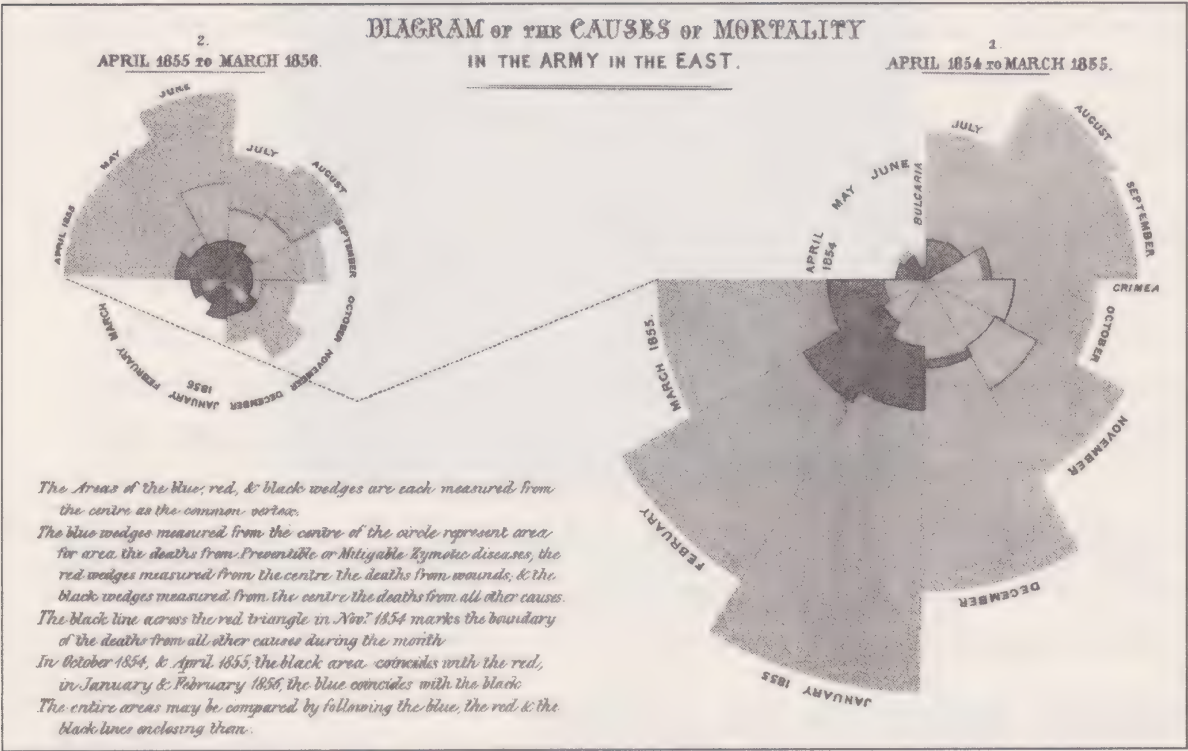 DIAGRAM OF THE CAUSES OF MORTALITY
IN THE ARMY IN THE EAST.
2.
APRIL 1855 TO MARCH 1856.
1.
APRIL 1854 TO MARCH 1855.
APRIL 1855
MAY
JUNE
JULY
AUGUST
SEPTEMBER
OCTOBER
NOVEMBER
DECEMBER
JANUARY
1856
FEBRUARY
MARCH
APRIL
1854
MAY
JUNE
BULGARIA
JULY
AUGUST
SEPTEMBER
CRIMEA
OCTOBER
NOVEMBER
DECEMBER
JANUARY 1855
FEBRUARY
MARCH 1855.
The Areas of the blue, red, & black wedges are each measured from
the centre as the common vertex.
The blue wedges measured from the centre of the circle represent area
for area the deaths from Preventible or Mitigable Zymotic diseases, the
red wedges measured from the centre the deaths from wounds, & the
black wedges measured from the centre the deaths from all other causes.
The black line across the red triangle in Novr. 1854 marks the boundary
of the deaths from all other causes during the month
In October 1854, & April 1855, the black area coincides with the red,
in January & February 1856, the blue coincides with the black
The entire areas may be compared by following the blue, the red & the
black lines enclosing them.